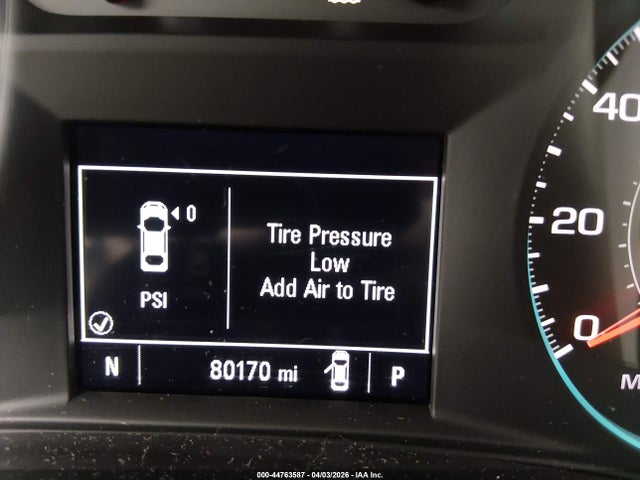 0
Tire Pressure
Low
Add Air to Tire
PSI
N 80170 mi P
40
20
0
M
000-44763587 - 04/03/2026 - IAA Inc.